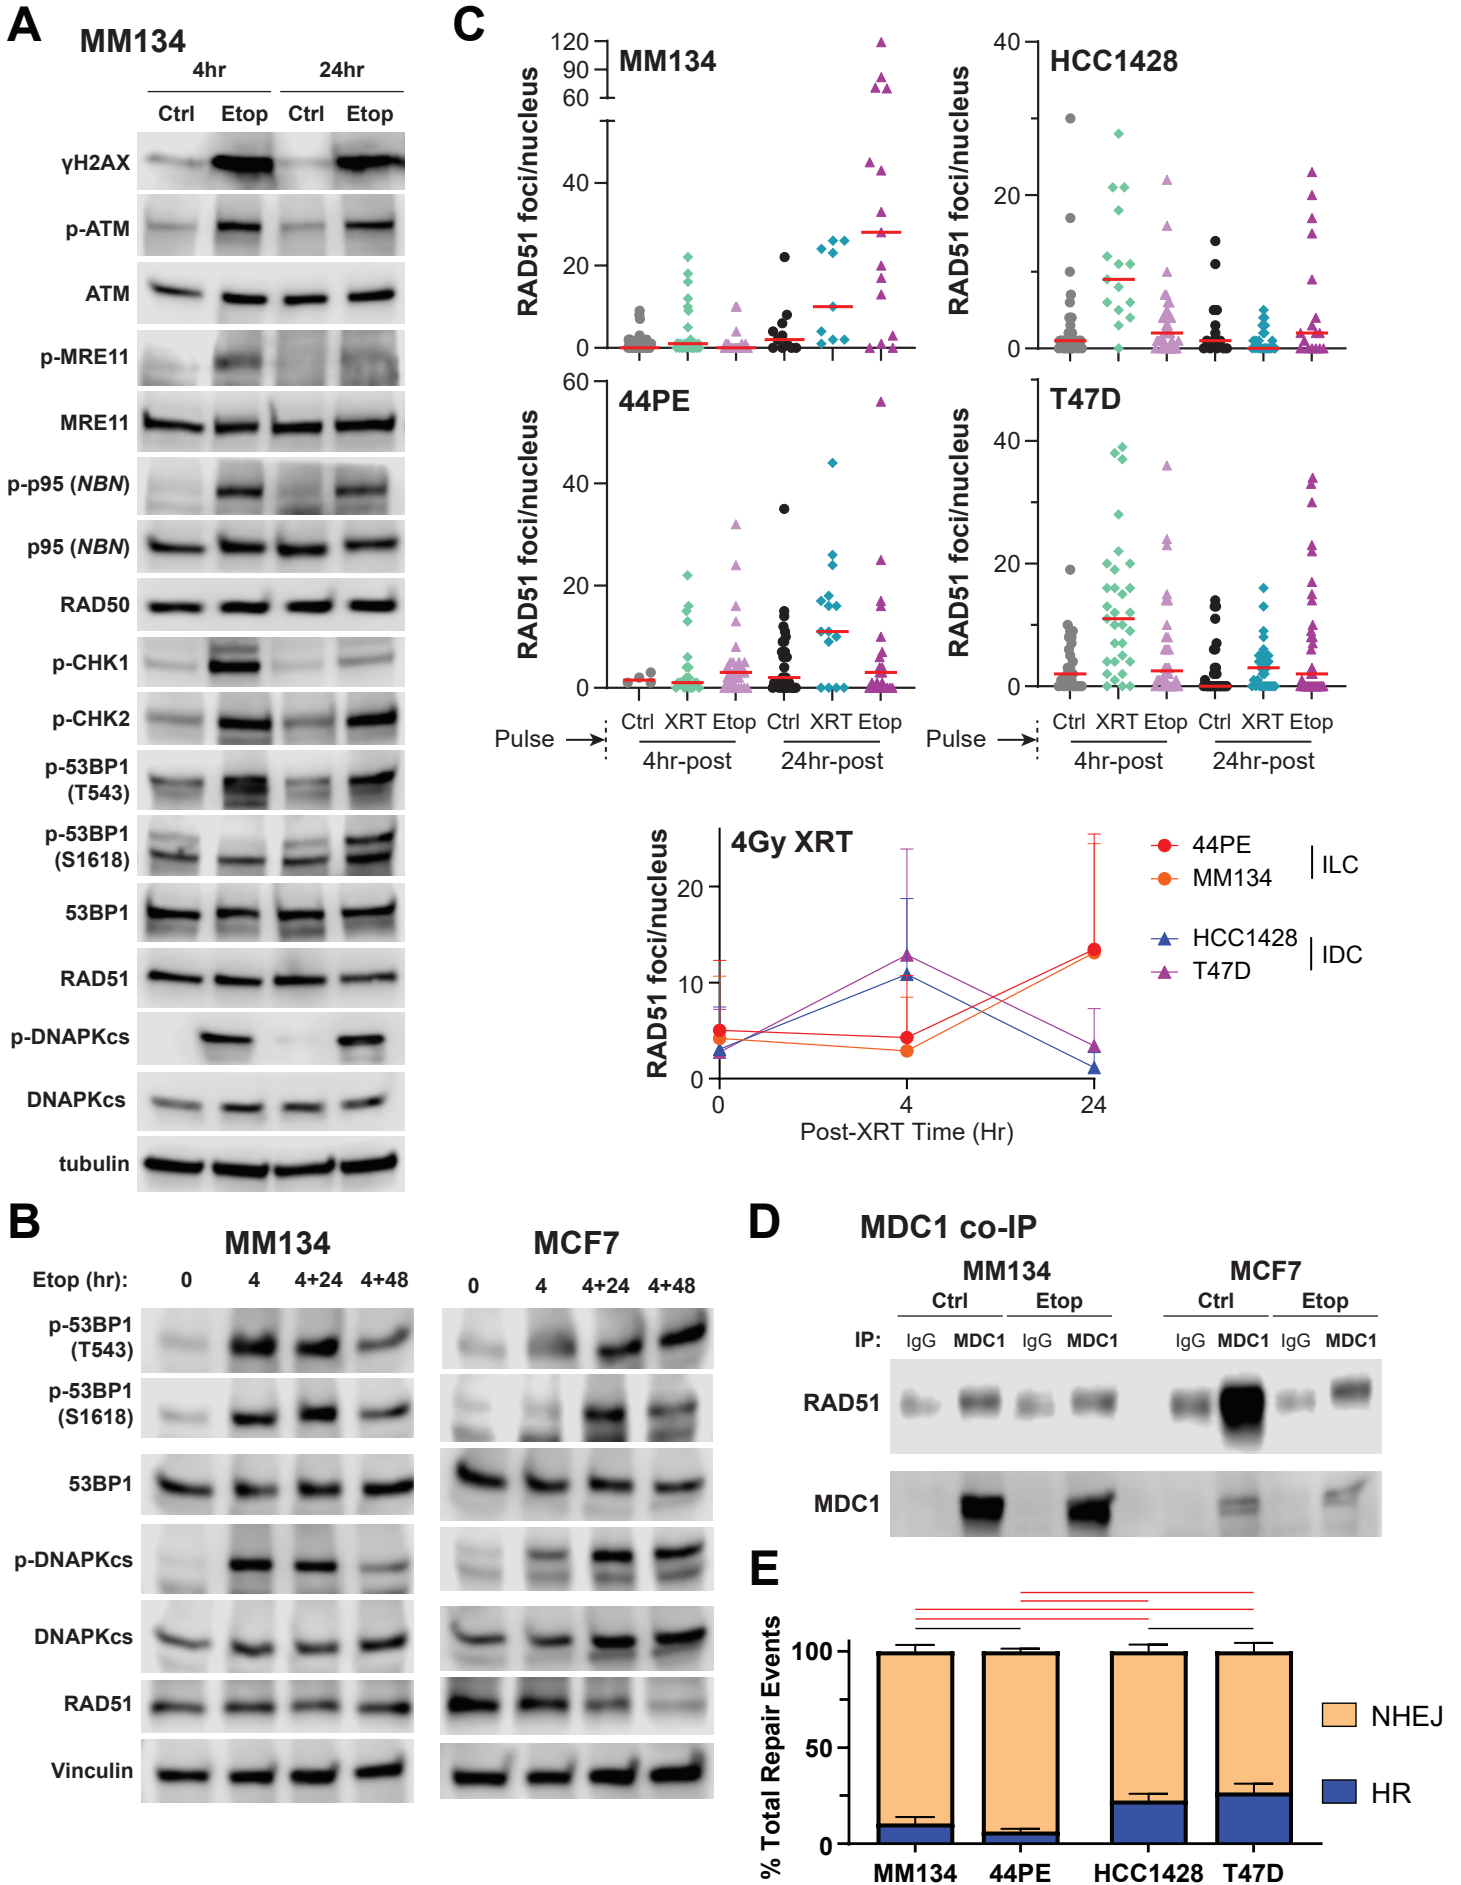 A
MM134
4hr 24hr
Ctrl Etop Ctrl Etop
γH2AX
p-ATM
ATM
p-MRE11
MRE11
p-p95 (NBN)
p95 (NBN)
RAD50
p-CHK1
p-CHK2
p-53BP1
(T543)
p-53BP1
(S1618)
53BP1
RAD51
p-DNAPKcs
DNAPKcs
tubulin
B
MM134 MCF7
Etop (hr): 0 4 4+24 4+48 0 4 4+24 4+48
p-53BP1
(T543)
p-53BP1
(S1618)
53BP1
p-DNAPKcs
DNAPKcs
RAD51
Vinculin
C
MM134
RAD51 foci/nucleus
120
90
60
40
20
0
HCC1428
RAD51 foci/nucleus
40
20
0
44PE
RAD51 foci/nucleus
60
40
20
0
T47D
RAD51 foci/nucleus
40
20
0
Ctrl XRT Etop Ctrl XRT Etop
Pulse
4hr-post 24hr-post
Ctrl XRT Etop Ctrl XRT Etop
Pulse
4hr-post 24hr-post
4Gy XRT
RAD51 foci/nucleus
20
10
0
0 4 24
Post-XRT Time (Hr)
44PE
MM134
ILC
HCC1428
T47D
IDC
D
MDC1 co-IP
MM134 MCF7
Ctrl Etop Ctrl Etop
IP: IgG MDC1 IgG MDC1 IgG MDC1 IgG MDC1
RAD51
MDC1
E
% Total Repair Events
100
50
0
MM134 44PE HCC1428 T47D
NHEJ
HR